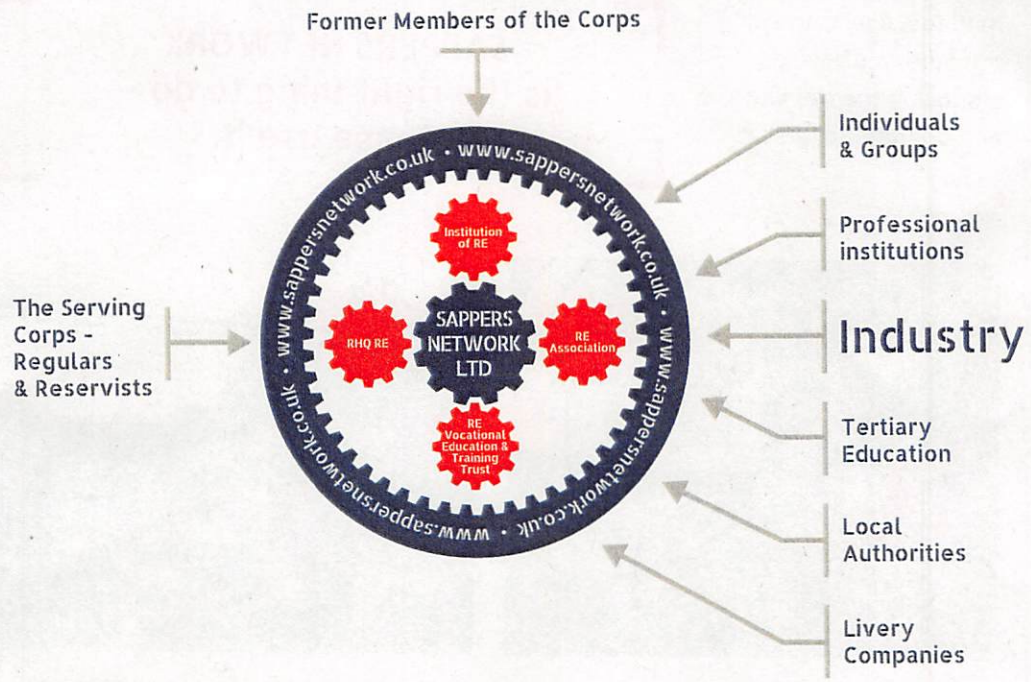 Former Members of the Corps
Individuals
& Groups
Professional
institutions
Industry
Tertiary
Education
Local
Authorities
Livery
Companies
The Serving
Corps -
Regulars
& Reservists
www.sappersnetwork.co.uk • www.sappersnetwork.co.uk • www.sappersnetwork.co.uk • www.sappersnetwork.co.uk •
Institution
of RE
RHQ RE
SAPPERS
NETWORK
LTD
RE
Association
RE
Vocational
Education &
Training
Trust